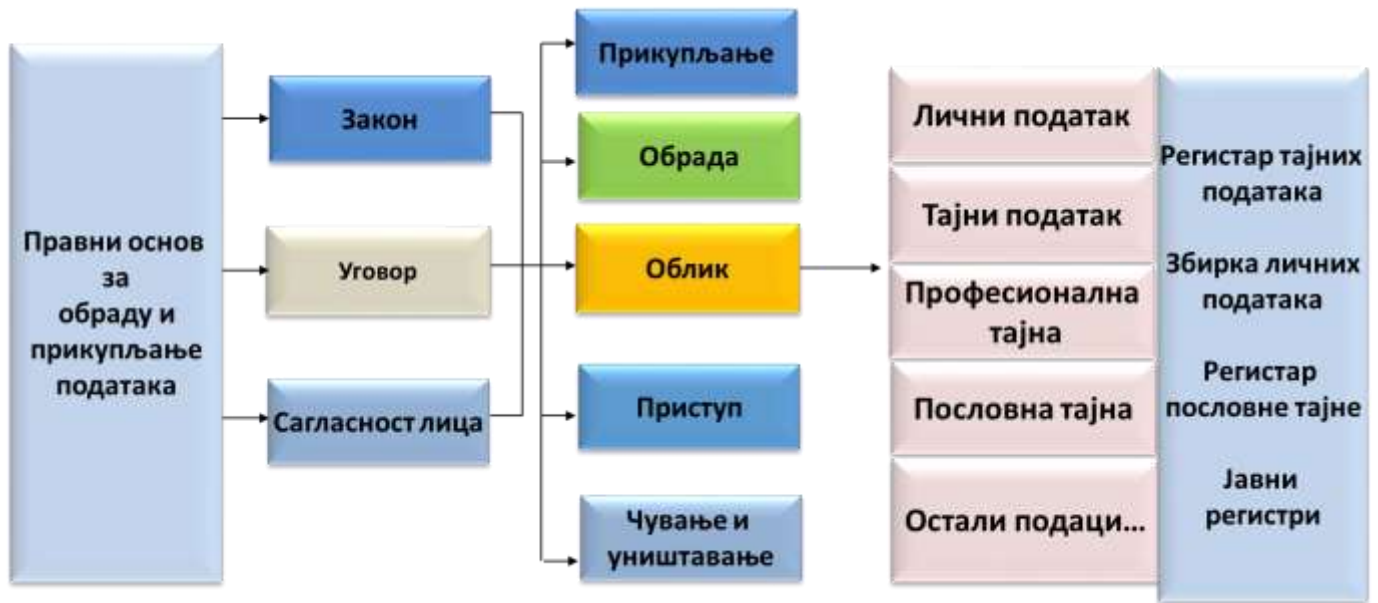 Правни основ
за
обраду и
прикупљање
података
Закон
Уговор
Сагласност лица
Прикупљање
Обрада
Облик
Приступ
Чување и
уништавање
Лични податак
Тајни податак
Професионална
тајна
Пословна тајна
Остали подаци...
Регистар тајних
података
Збирка личних
података
Регистар
пословне тајне
Јавни
регистри